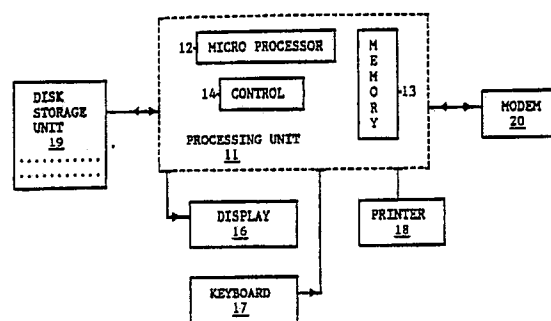 12 MICRO PROCESSOR
14 CONTROL
M
E
M
O
R
Y
13
PROCESSING UNIT
11
DISK
STORAGE
UNIT
19
MODEM
20
DISPLAY
16
PRINTER
18
KEYBOARD
17